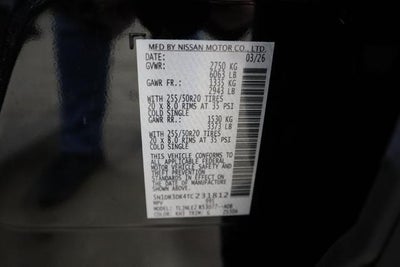 MFD BY NISSAN MOTOR CO., LTD.
DATE: 03/26
GVWR: 2750 KG
6063 LB
GAWR FR.: 1335 KG
2943 LB
WITH 255/50R20 TIRES
20 x 8.0 RIMS AT 35 PSI
COLD SINGLE
GAWR RR.: 1530 KG
3373 LB
WITH 255/50R20 TIRES
20 x 8.0 RIMS AT 35 PSI
COLD SINGLE
THIS VEHICLE CONFORMS TO
ALL APPLICABLE FEDERAL
MOTOR VEHICLE SAFETY AND
THEFT PREVENTION
STANDARDS IN EFFECT ON
THE DATE OF MANUFACTURE
SHOWN ABOVE.
MPV
MODEL
COLOR KH3 TRIM G